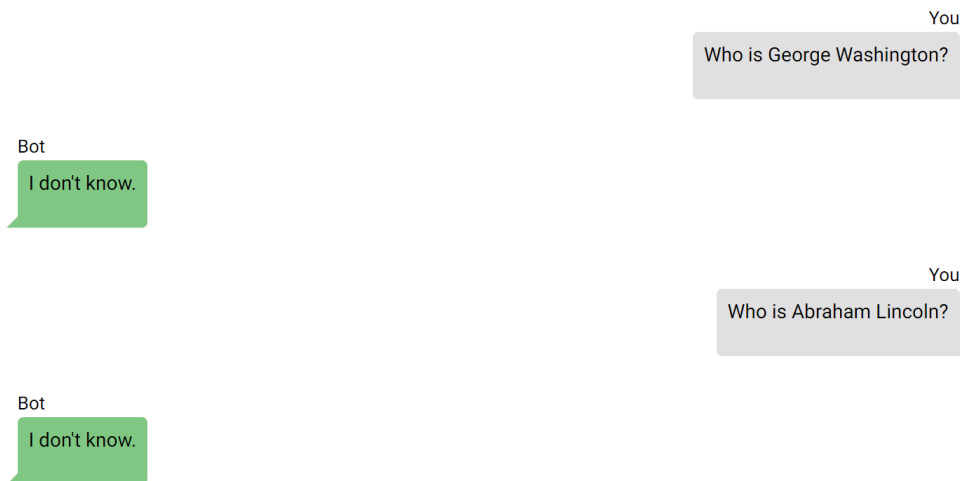 You
Who is George Washington?
Bot
I don't know.
You
Who is Abraham Lincoln?
Bot
I don't know.